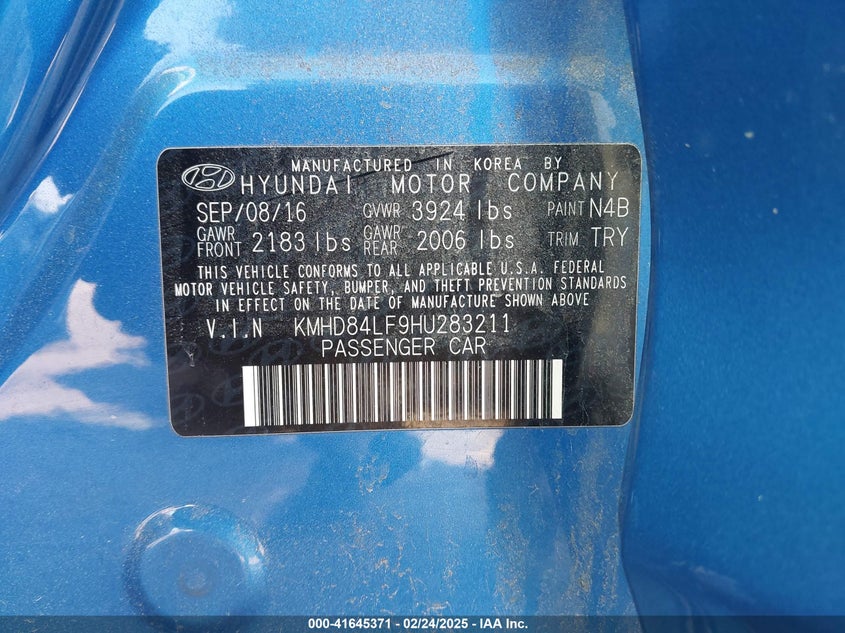 MANUFACTURED IN KOREA BY
HYUNDAI MOTOR COMPANY
SEP/08/16 GVWR 3924 lbs PAINT N4B
GAWR FRONT 2183 lbs GAWR REAR 2006 lbs TRIM TRY
THIS VEHICLE CONFORMS TO ALL APPLICABLE U.S.A. FEDERAL
MOTOR VEHICLE SAFETY, BUMPER, AND THEFT PREVENTION STANDARDS
IN EFFECT ON THE DATE OF MANUFACTURE SHOWN ABOVE
V.I.N KMHD84LF9HU283211
PASSENGER CAR
000-41645371 - 02/24/2025 - IAA Inc.